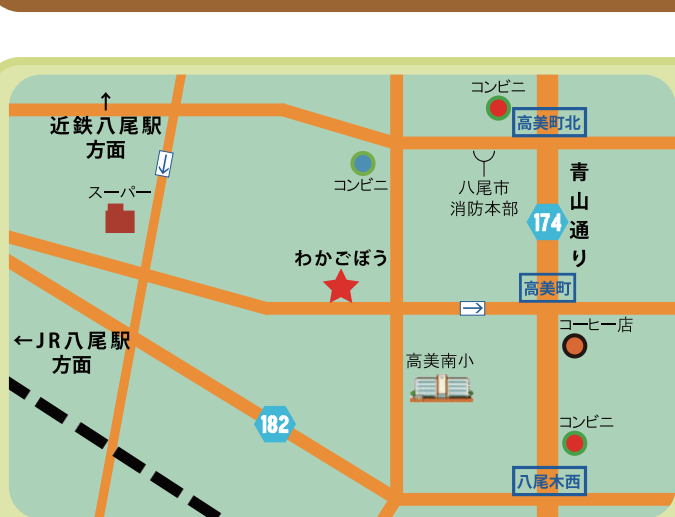 コンビニ
高美町北
↑
近鉄八尾駅
方面
スーパー
コンビニ
八尾市
消防本部
青山通り
174
わかごぼう
高美町
コーヒー店
←JR八尾駅
方面
高美南小
182
コンビニ
八尾木西